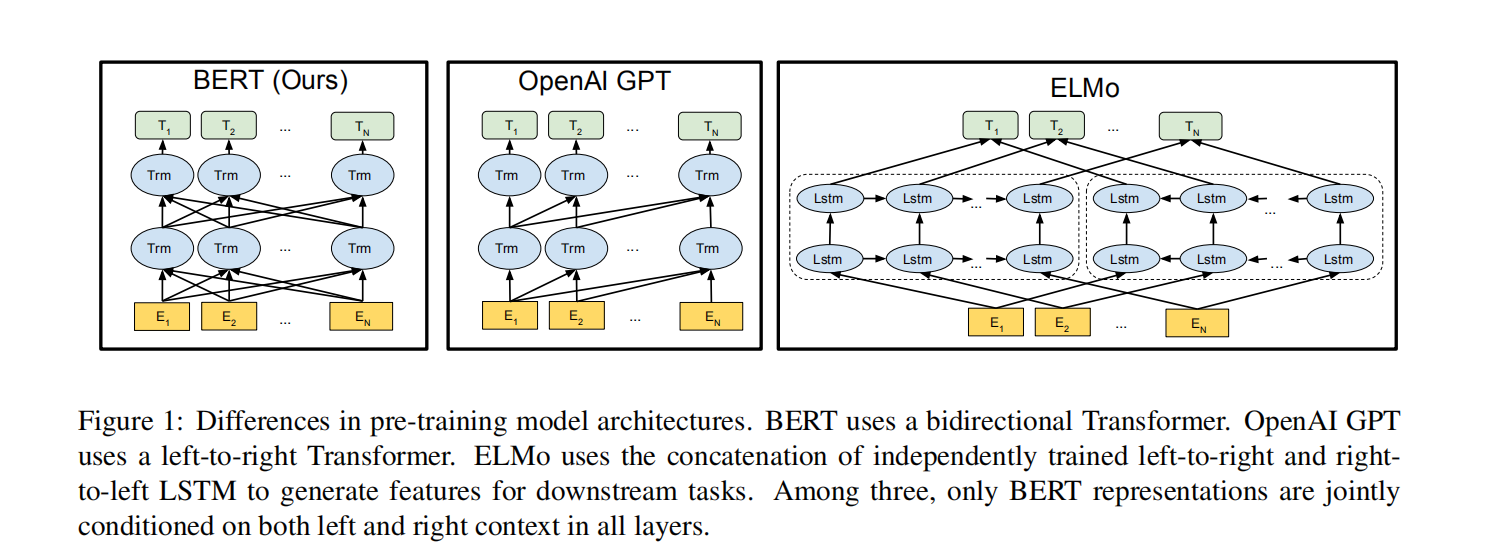 BERT (Ours)
T1 T2 ... TN
Trm Trm ... Trm
Trm Trm ... Trm
E1 E2 ... EN
OpenAI GPT
T1 T2 ... TN
Trm Trm ... Trm
Trm Trm ... Trm
E1 E2 ... EN
ELMo
T1 T2 ... TN
Lstm Lstm ... Lstm Lstm Lstm ... Lstm
Lstm Lstm ... Lstm Lstm Lstm ... Lstm
E1 E2 ... EN
Figure 1: Differences in pre-training model architectures. BERT uses a bidirectional Transformer. OpenAI GPT
uses a left-to-right Transformer. ELMo uses the concatenation of independently trained left-to-right and right-
to-left LSTM to generate features for downstream tasks. Among three, only BERT representations are jointly
conditioned on both left and right context in all layers.